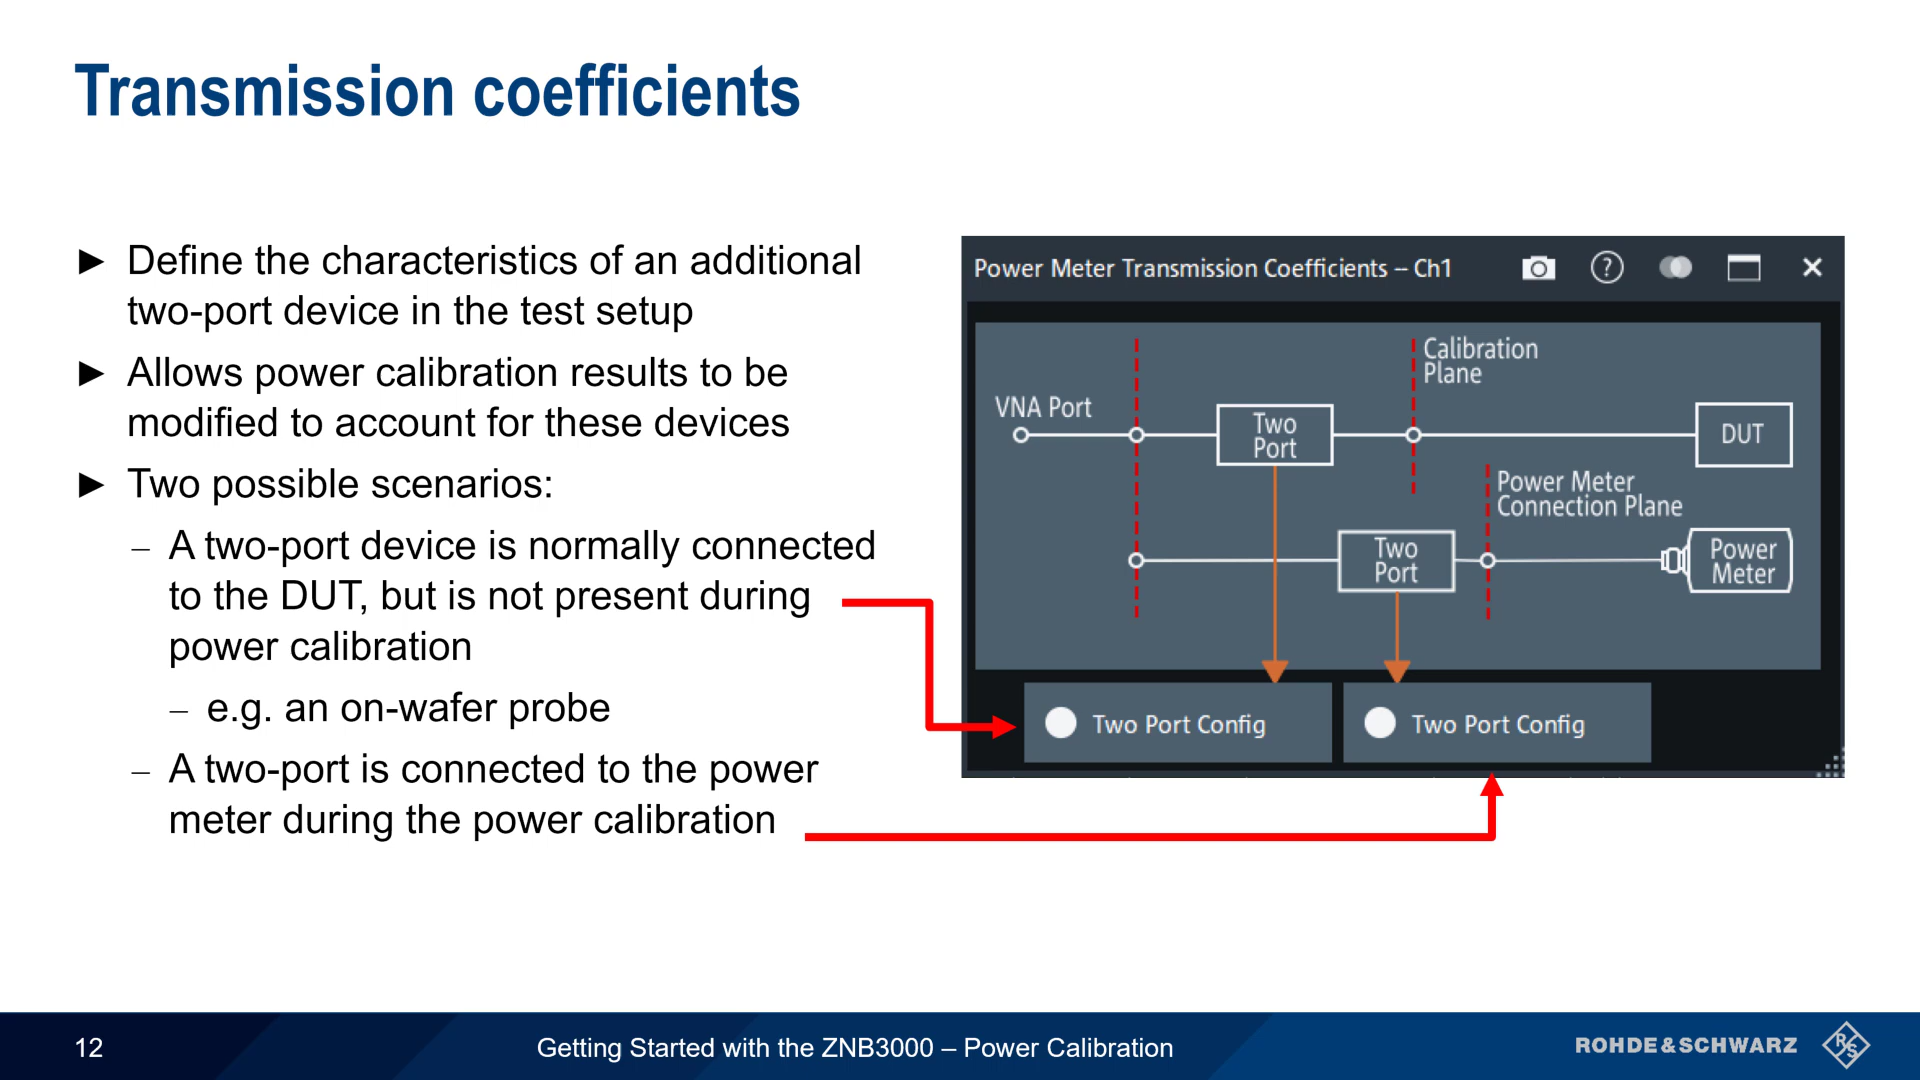 Transmission coefficients
► Define the characteristics of an additional
two-port device in the test setup
► Allows power calibration results to be
modified to account for these devices
► Two possible scenarios:
– A two-port device is normally connected
to the DUT, but is not present during
power calibration
– e.g. an on-wafer probe
– A two-port is connected to the power
meter during the power calibration
Power Meter Transmission Coefficients – Ch1
Calibration
Plane
VNA Port
Two
Port
DUT
Power Meter
Connection Plane
Two
Port
Power
Meter
Two Port Config
Two Port Config
12
Getting Started with the ZNB3000 – Power Calibration
ROHDE&SCHWARZ
R&S